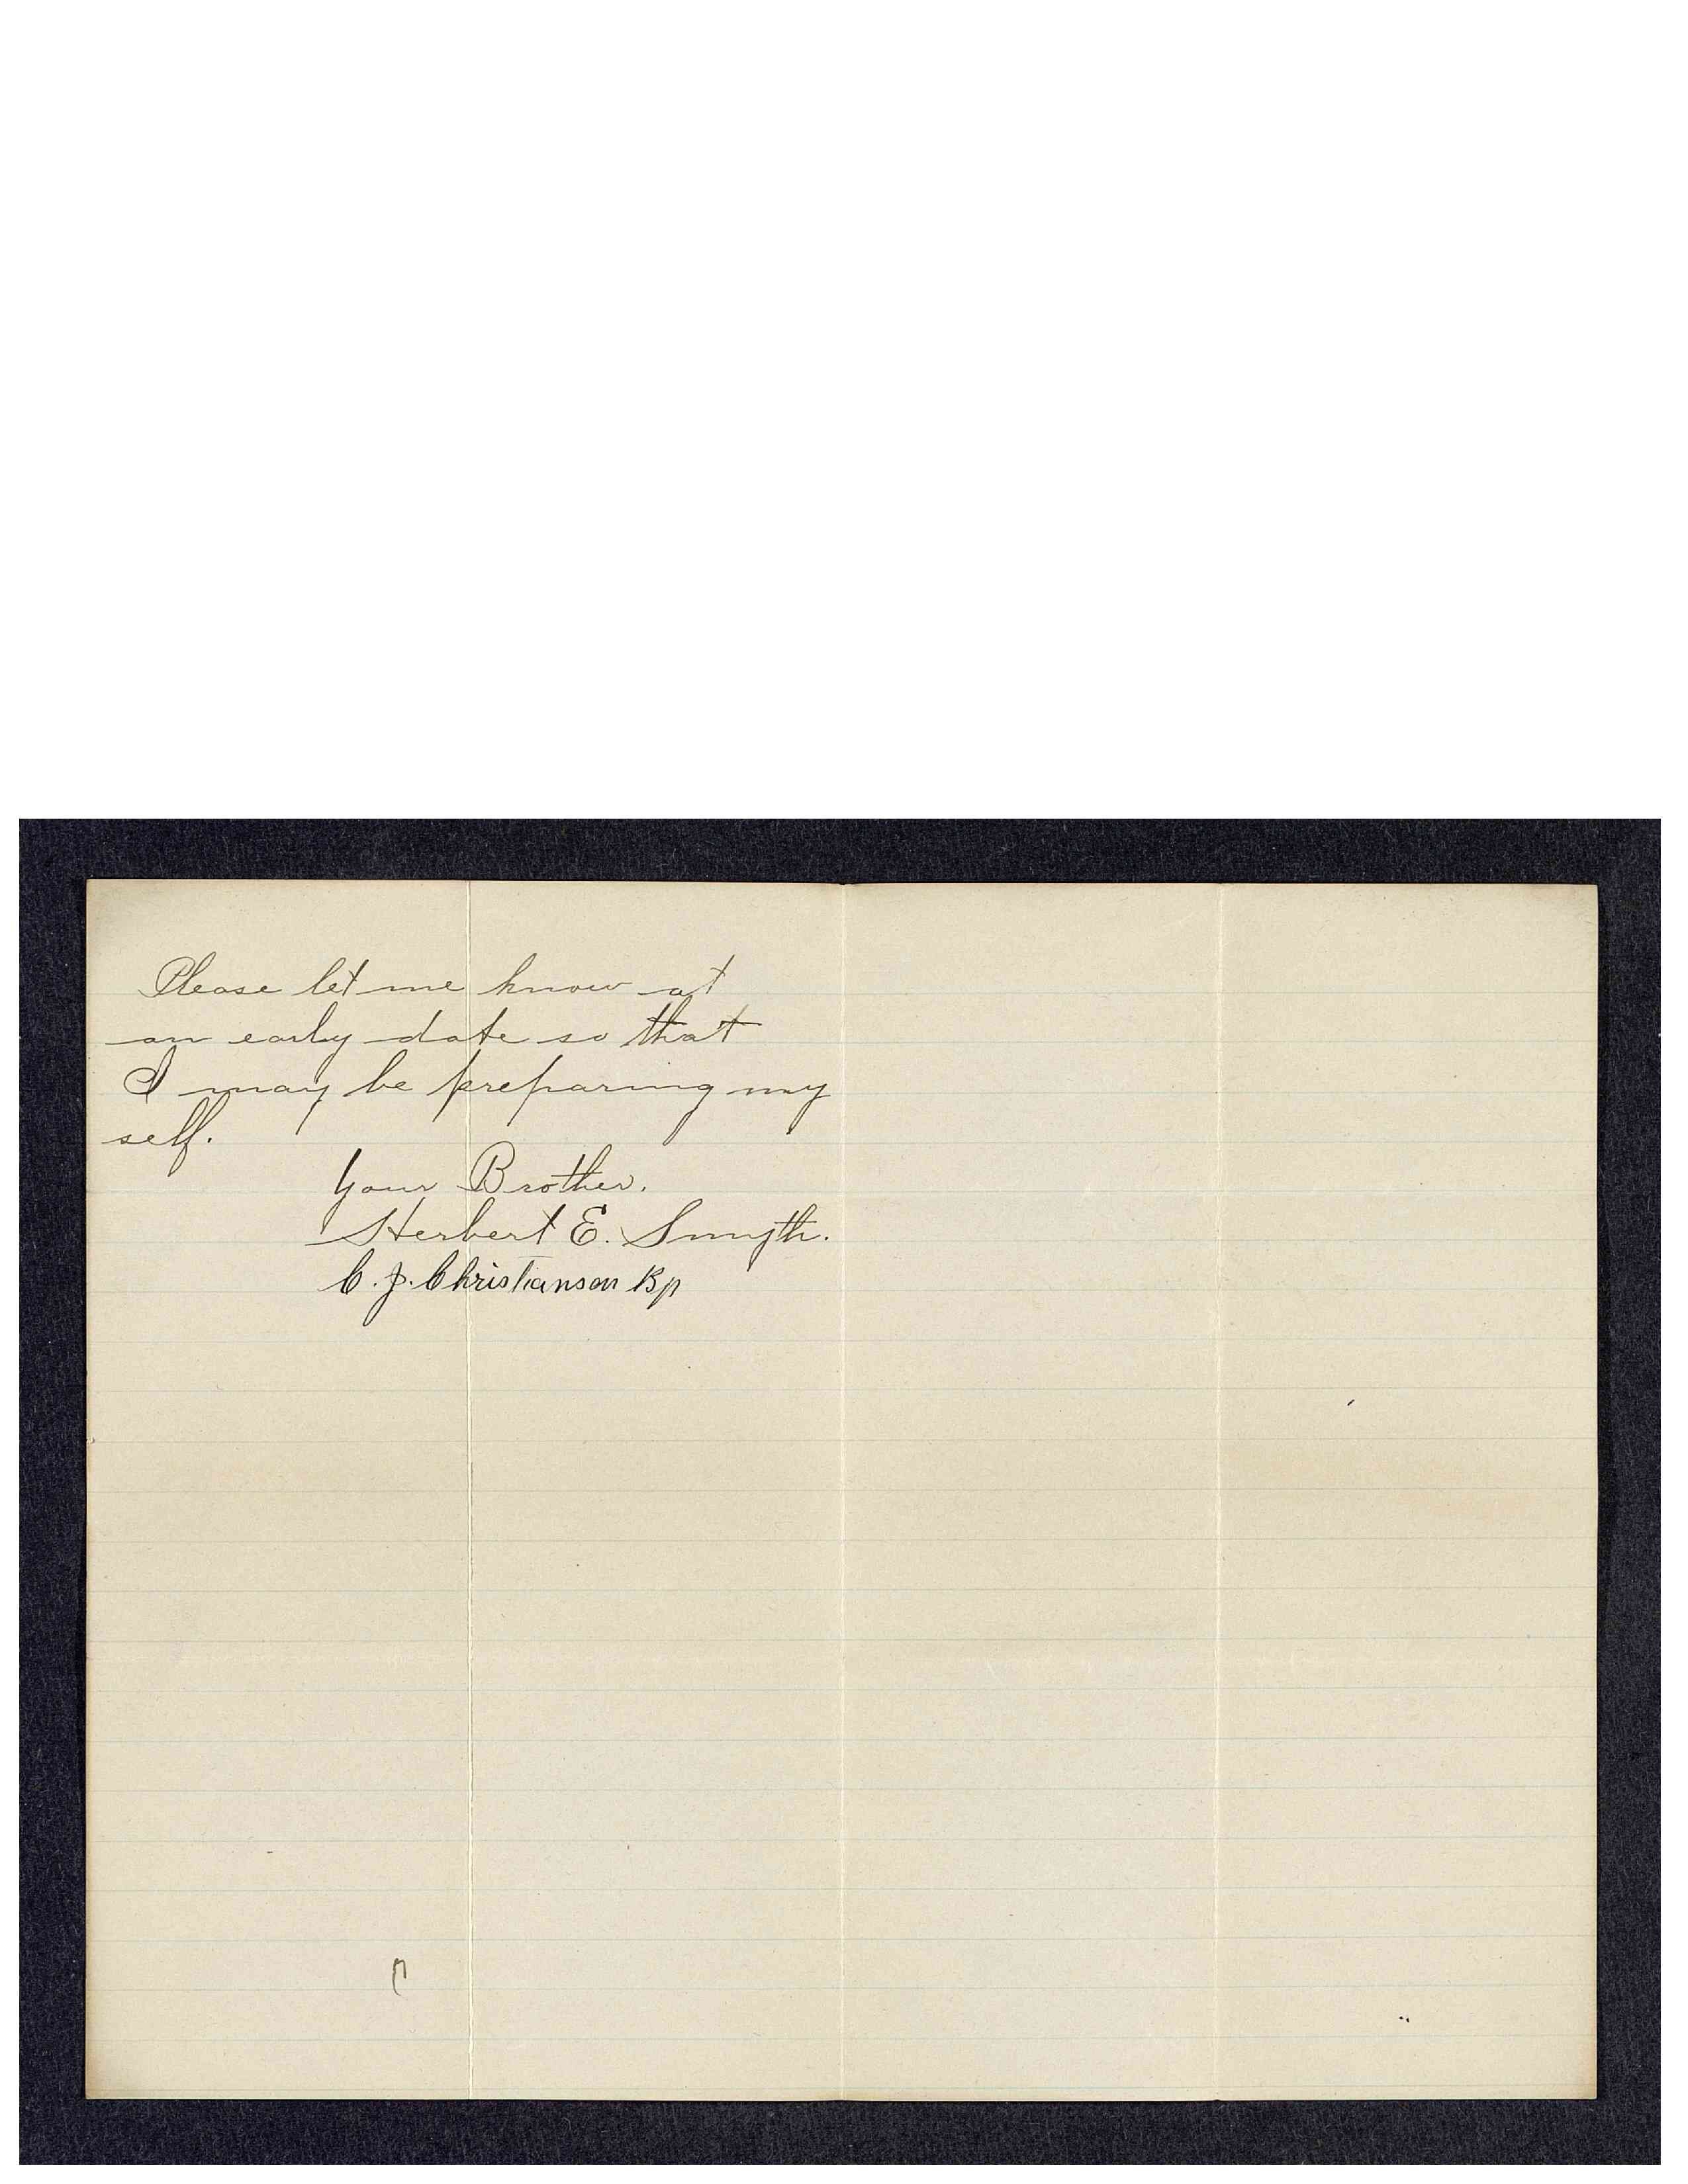 Please let me know at
an early date so that
I may be preparing my
self.
Your Brother.
Herbert E. Smyth.
C. J. Christianson Bp